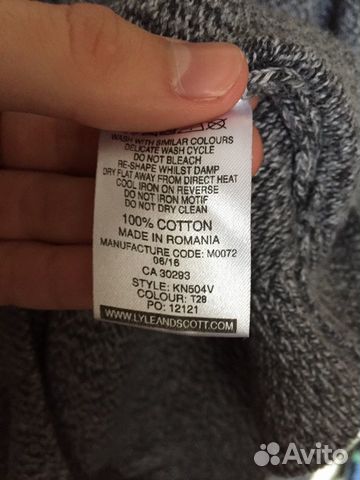 WASH WITH SIMILAR COLOURS
DELICATE WASH CYCLE
DO NOT BLEACH
RE-SHAPE WHILST DAMP
DRY FLAT AWAY FROM DIRECT HEAT
COOL IRON ON REVERSE
DO NOT IRON MOTIF
DO NOT DRY CLEAN
100% COTTON
MADE IN ROMANIA
MANUFACTURE CODE: M0072
06/16
CA 30293
STYLE: KN504V
COLOUR: T28
PO: 12121
WWW.LYLEANDSCOTT.COM
Avito